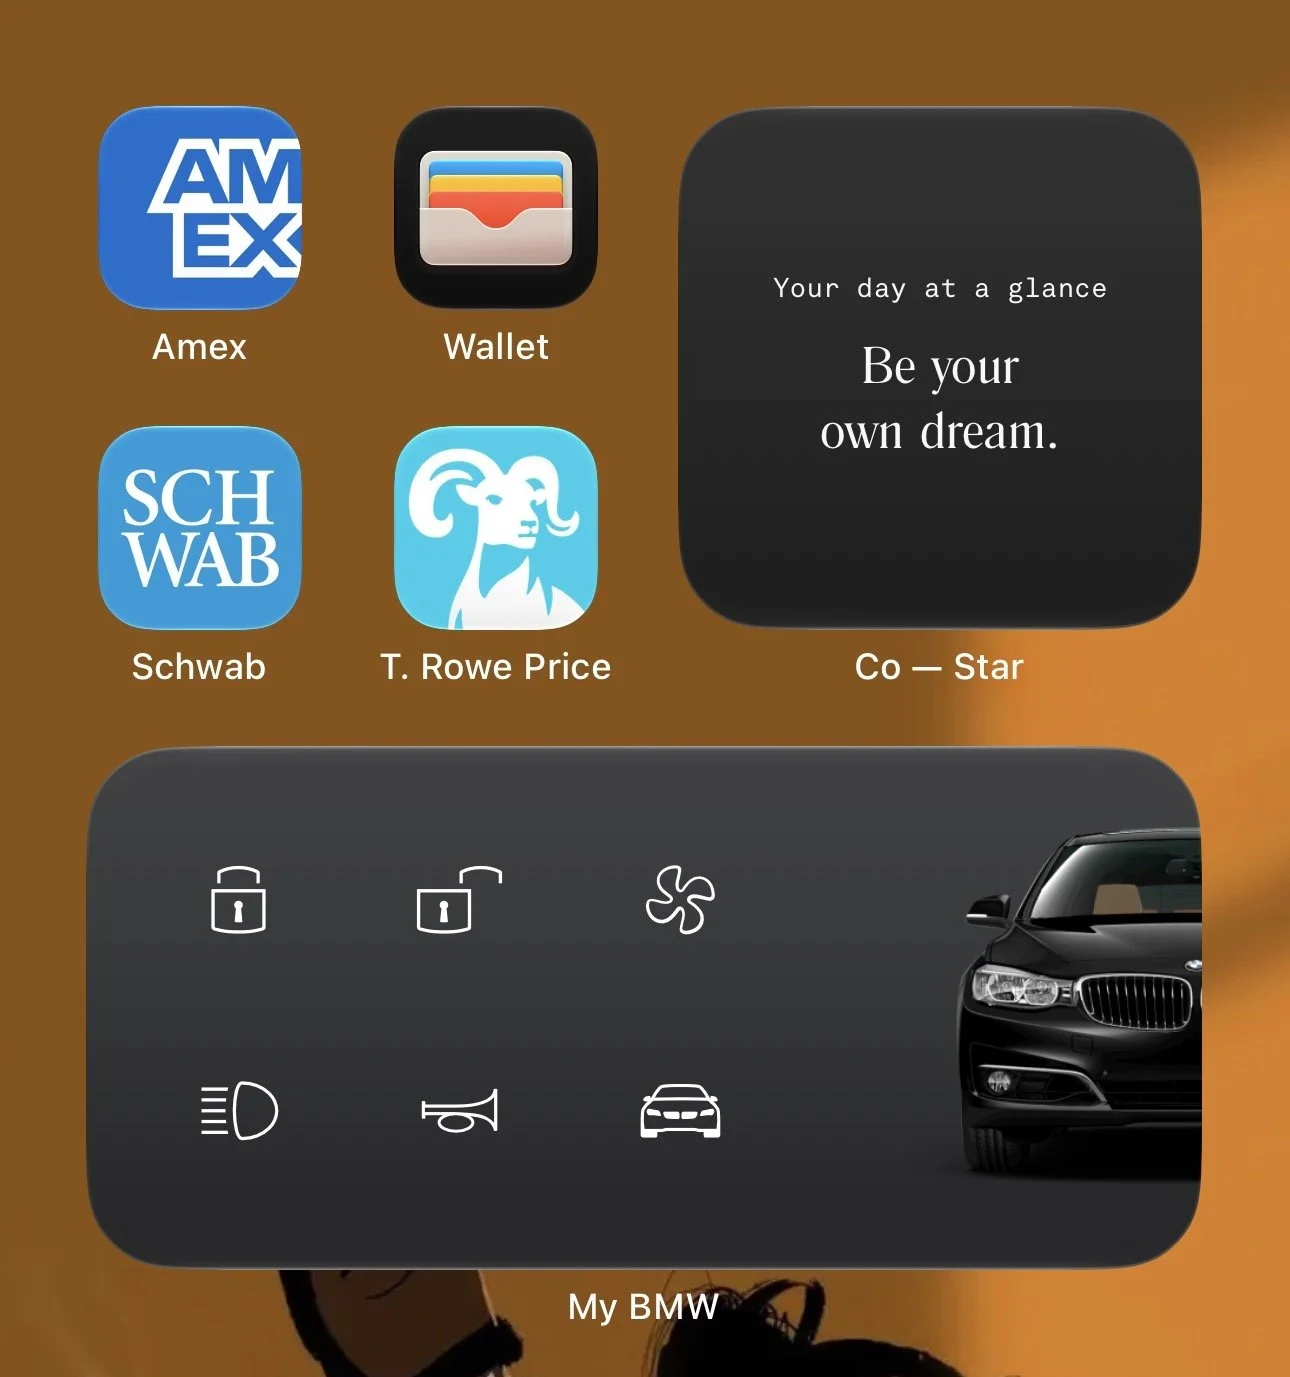 AM
EX
Amex
Wallet
Your day at a glance
Be your
own dream.
SCH
WAB
Schwab
T. Rowe Price
Co — Star
My BMW